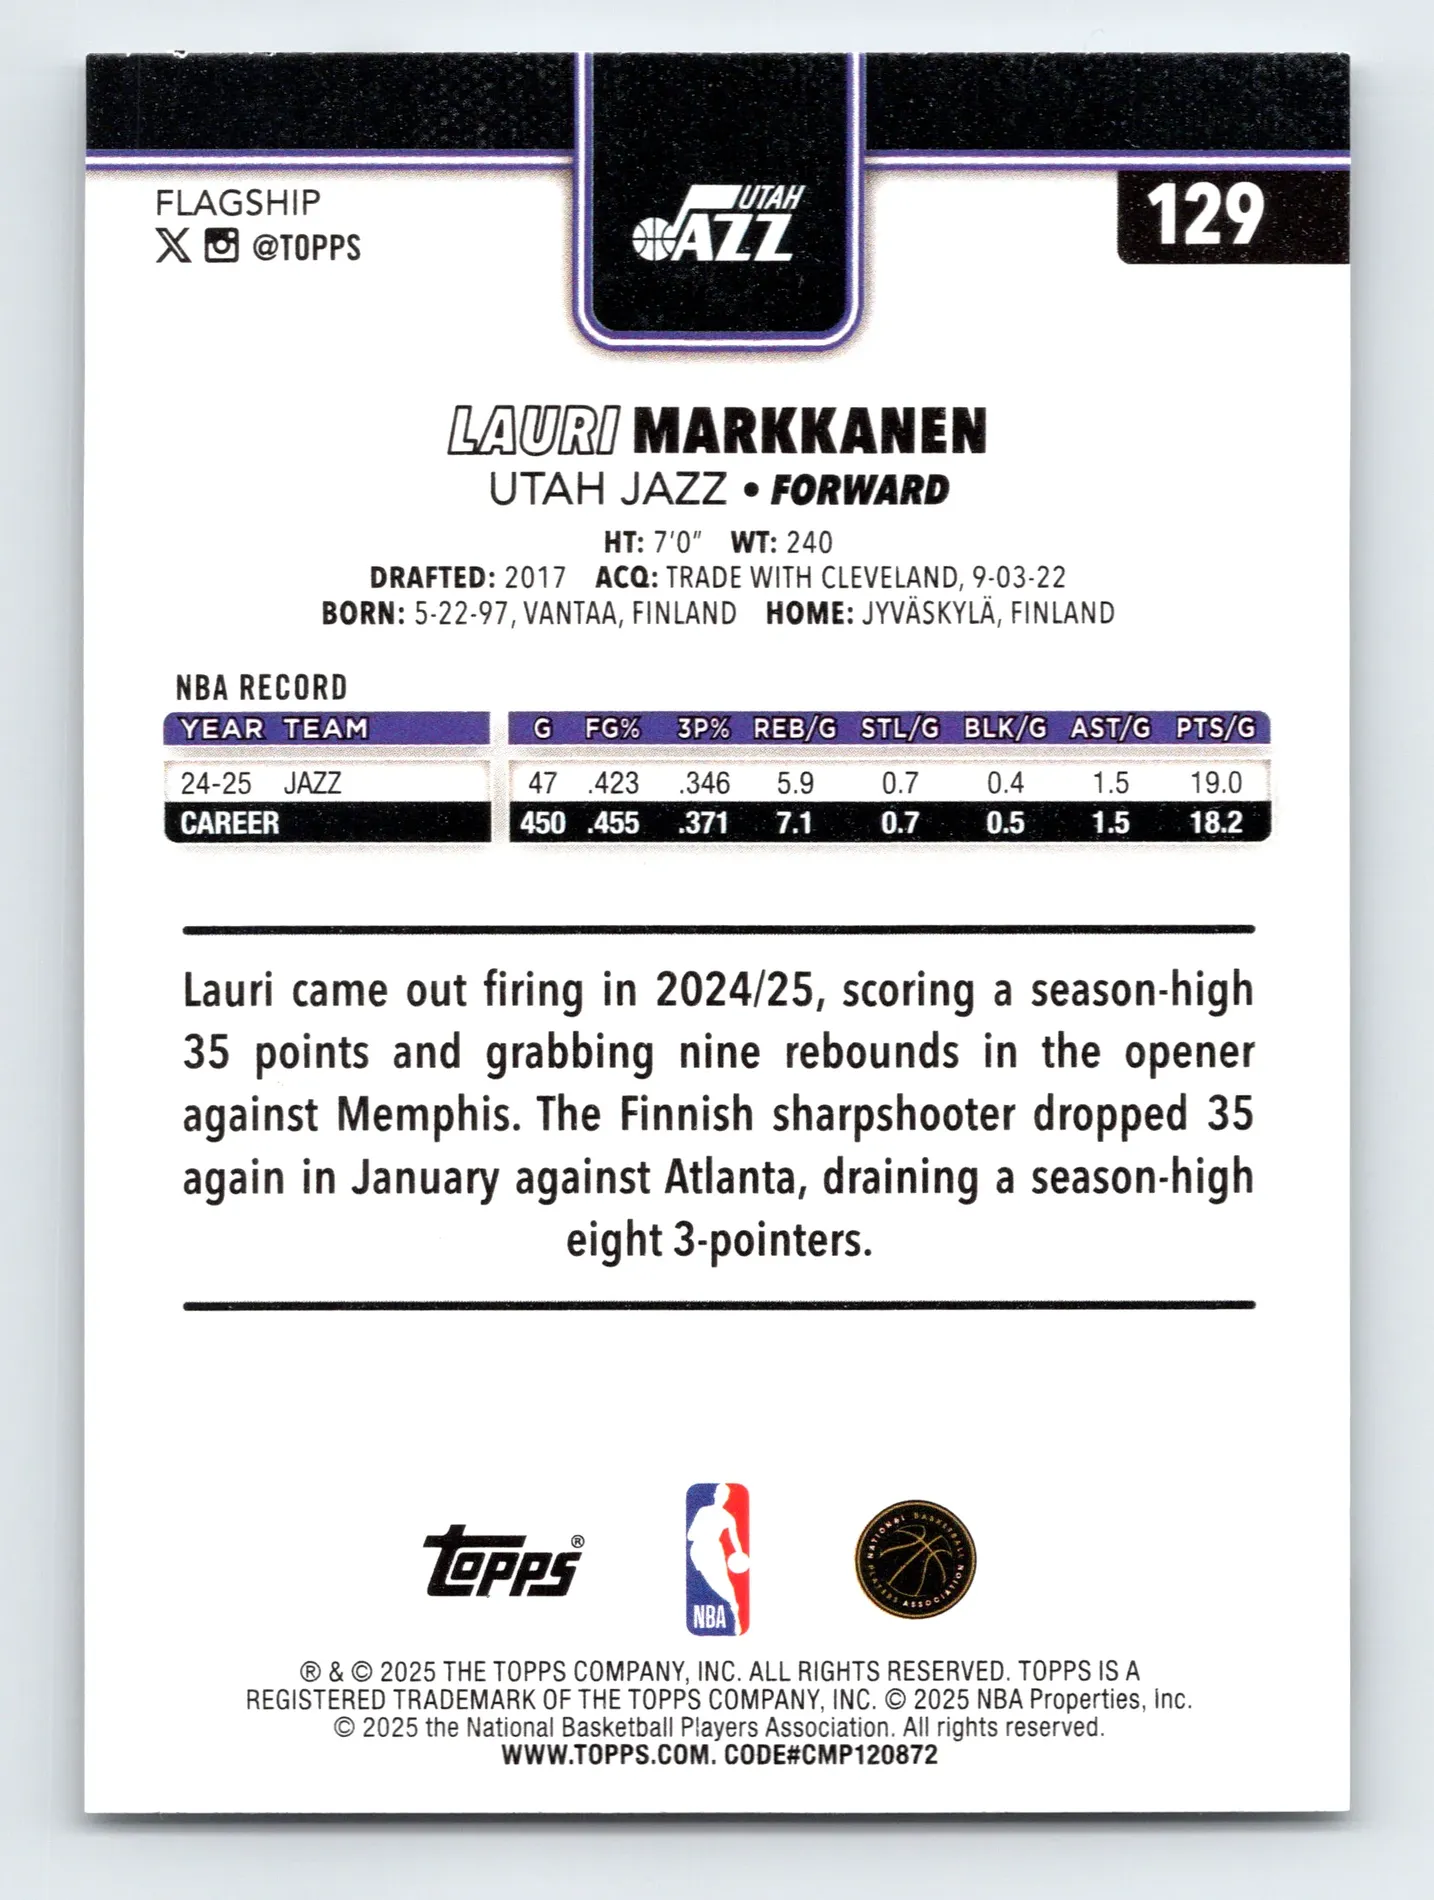 FLAGSHIP
@TOPPS
UTAH
JAZZ
129
LAURI MARKKANEN
UTAH JAZZ • FORWARD
HT: 7'0" WT: 240
DRAFTED: 2017 ACQ: TRADE WITH CLEVELAND, 9-03-22
BORN: 5-22-97, VANTAA, FINLAND HOME: JYVÄSKYLÄ, FINLAND
NBA RECORD
YEAR TEAM G FG% 3P% REB/G STL/G BLK/G AST/G PTS/G
24-25 JAZZ 47 .423 .346 5.9 0.7 0.4 1.5 19.0
CAREER 450 .455 .371 7.1 0.7 0.5 1.5 18.2
Lauri came out firing in 2024/25, scoring a season-high
35 points and grabbing nine rebounds in the opener
against Memphis. The Finnish sharpshooter dropped 35
again in January against Atlanta, draining a season-high
eight 3-pointers.
TOPPS®
NBA
NATIONAL BASKETBALL
PLAYERS ASSOCIATION
® & © 2025 THE TOPPS COMPANY, INC. ALL RIGHTS RESERVED. TOPPS IS A
REGISTERED TRADEMARK OF THE TOPPS COMPANY, INC. © 2025 NBA Properties, Inc.
© 2025 the National Basketball Players Association. All rights reserved.
WWW.TOPPS.COM. CODE#CMP120872